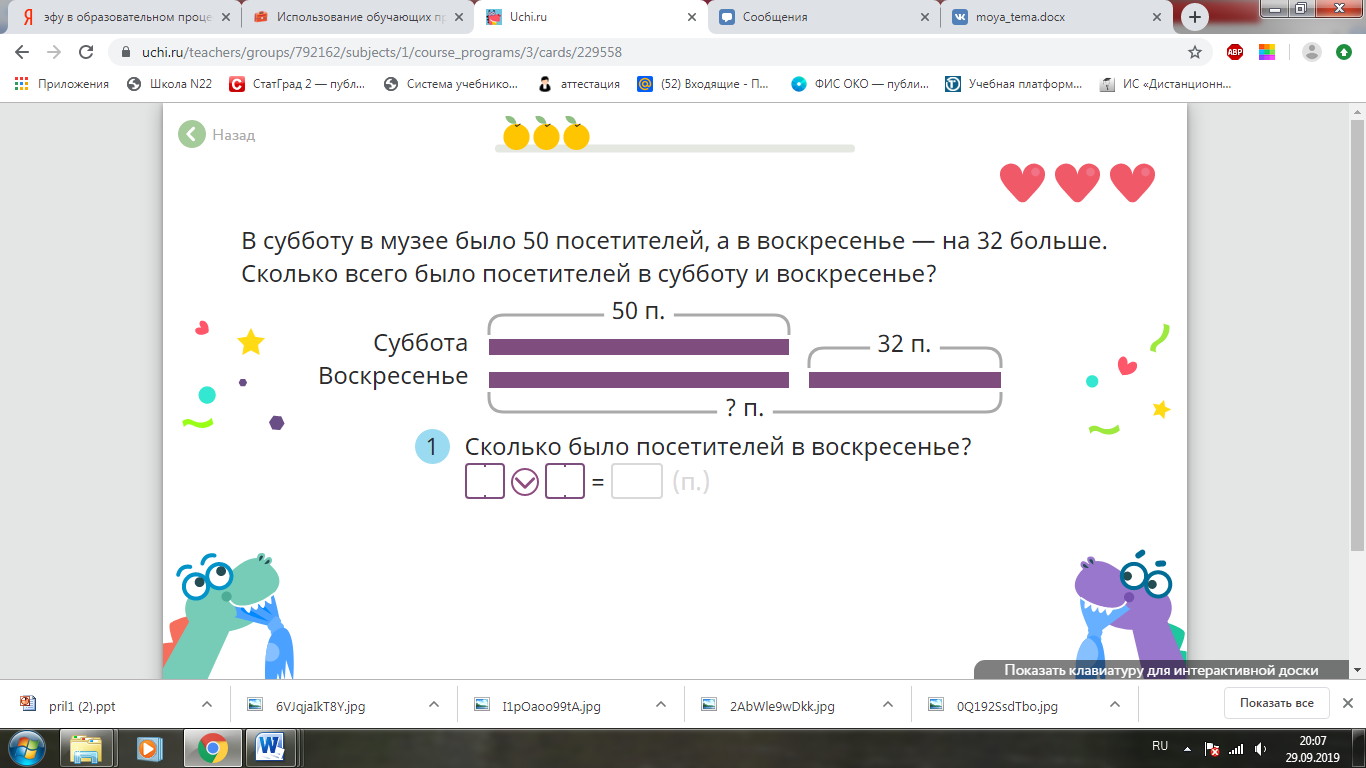 эфу в образовательном проце
Использование обучающих пр
Uchi.ru
Сообщения
moya_tema.docx
uchi.ru/teachers/groups/792162/subjects/1/course_programs/3/cards/229558
ABP
Приложения
Школа N22
СтатГрад 2 — публ...
Система учебнико...
аттестация
(52) Входящие - П...
ФИС ОКО — публи...
Учебная платформ...
ИС «Дистанционн...
Назад
В субботу в музее было 50 посетителей, а в воскресенье — на 32 больше.
Сколько всего было посетителей в субботу и воскресенье?
50 п.
Суббота
32 п.
Воскресенье
? п.
1 Сколько было посетителей в воскресенье?
= (п.)
Показать клавиатуру для интерактивной доски
pril1 (2).ppt
6VJqjaIkT8Y.jpg
I1pOaoo99tA.jpg
2AbWle9wDkk.jpg
0Q192SsdTbo.jpg
Показать все
RU
20:07
29.09.2019